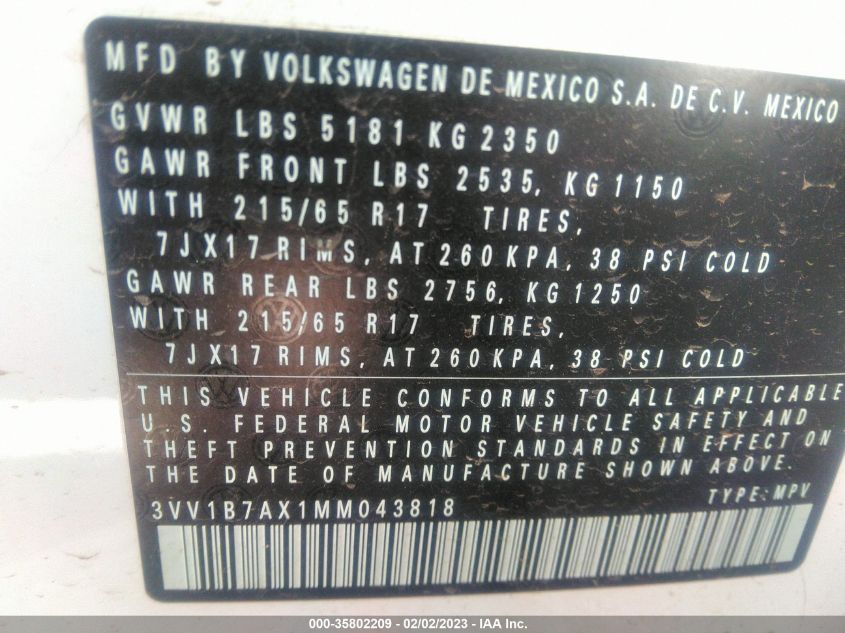 MFD BY VOLKSWAGEN DE MEXICO S.A. DE C.V. MEXICO
GVWR LBS 5181 KG 2350
GAWR FRONT LBS 2535, KG 1150
WITH 215/65 R17 TIRES,
7JX17 RIMS, AT 260 KPA, 38 PSI COLD
GAWR REAR LBS 2756, KG 1250
WITH 215/65 R17 TIRES,
7JX17 RIMS, AT 260 KPA, 38 PSI COLD
THIS VEHICLE CONFORMS TO ALL APPLICABLE
U.S. FEDERAL MOTOR VEHICLE SAFETY AND
THEFT PREVENTION STANDARDS IN EFFECT ON
THE DATE OF MANUFACTURE SHOWN ABOVE.
3VV1B7AX1MM043818 TYPE: MPV
000-35802209 - 02/02/2023 - IAA Inc.